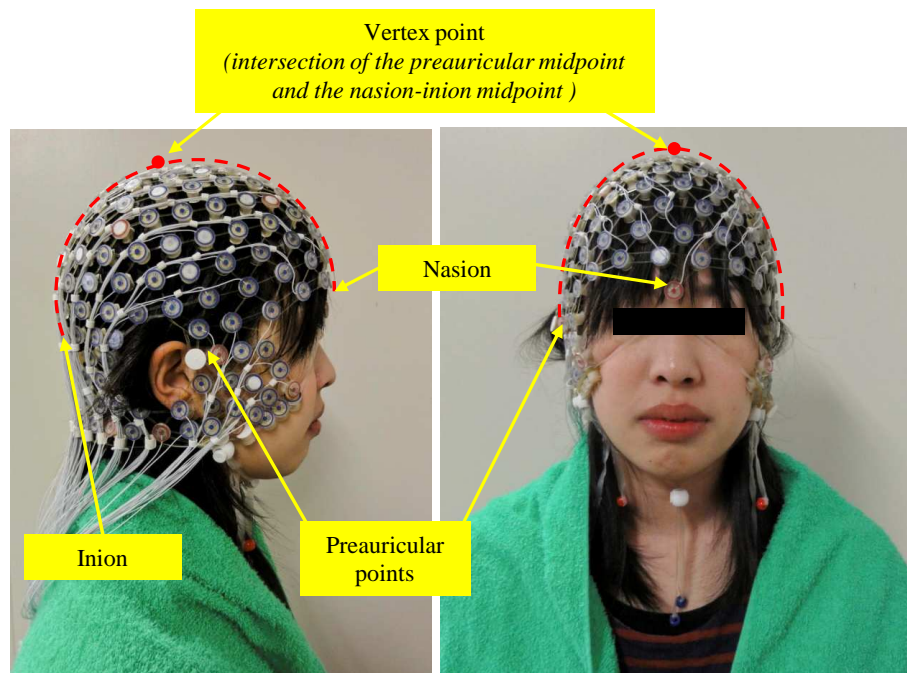 Vertex point
(intersection of the preauricular midpoint
and the nasion-inion midpoint )
Nasion
Inion
Preauricular
points